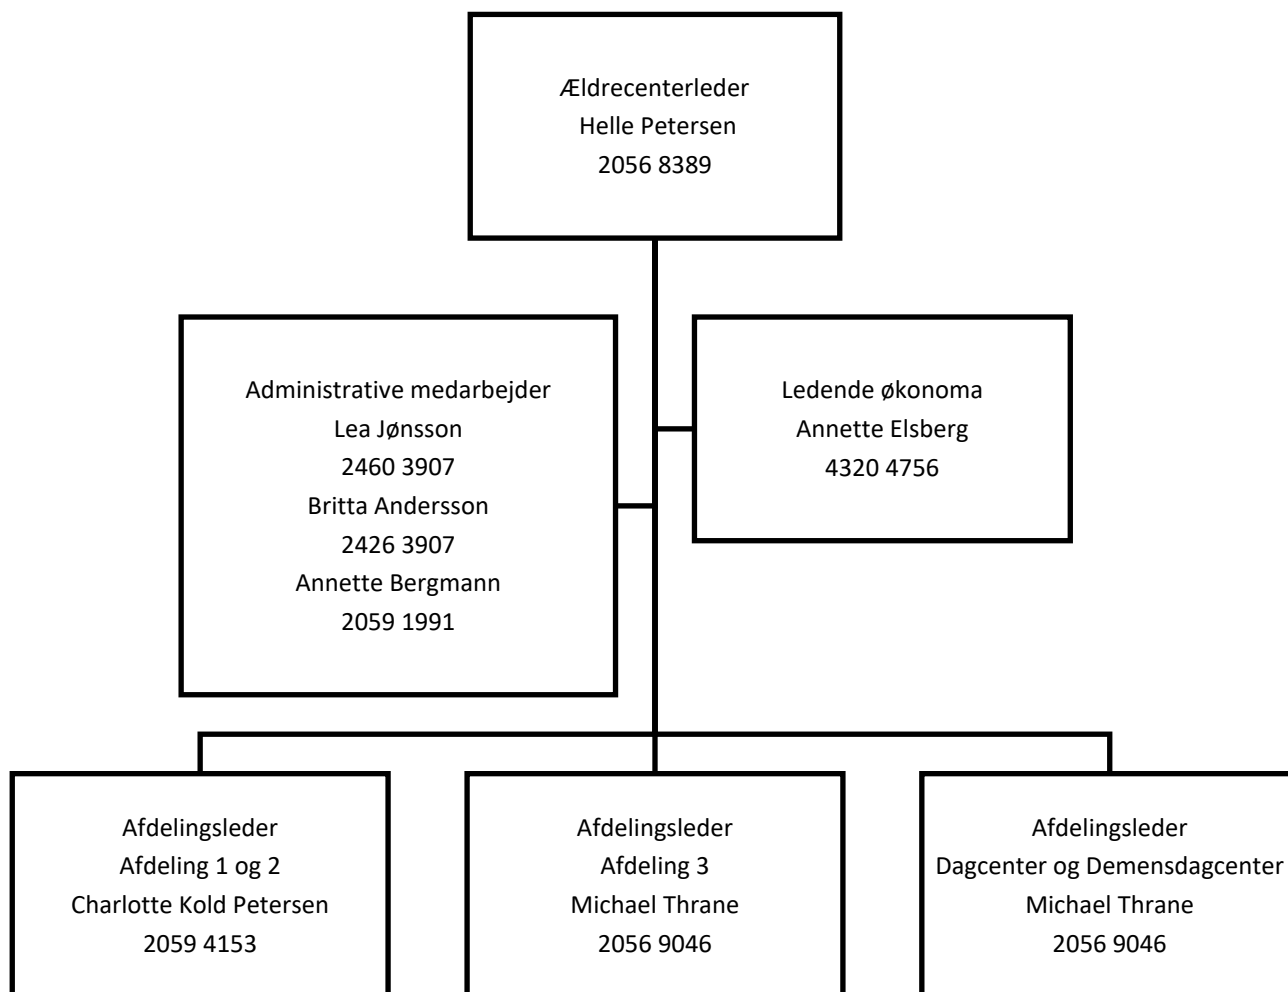 Ældrecenterleder
Helle Petersen
2056 8389
Administrative medarbejder
Lea Jønsson
2460 3907
Britta Andersson
2426 3907
Annette Bergmann
2059 1991
Ledende økonoma
Annette Elsberg
4320 4756
Afdelingsleder
Afdeling 1 og 2
Charlotte Kold Petersen
2059 4153
Afdelingsleder
Afdeling 3
Michael Thrane
2056 9046
Afdelingsleder
Dagcenter og Demensdagcenter
Michael Thrane
2056 9046